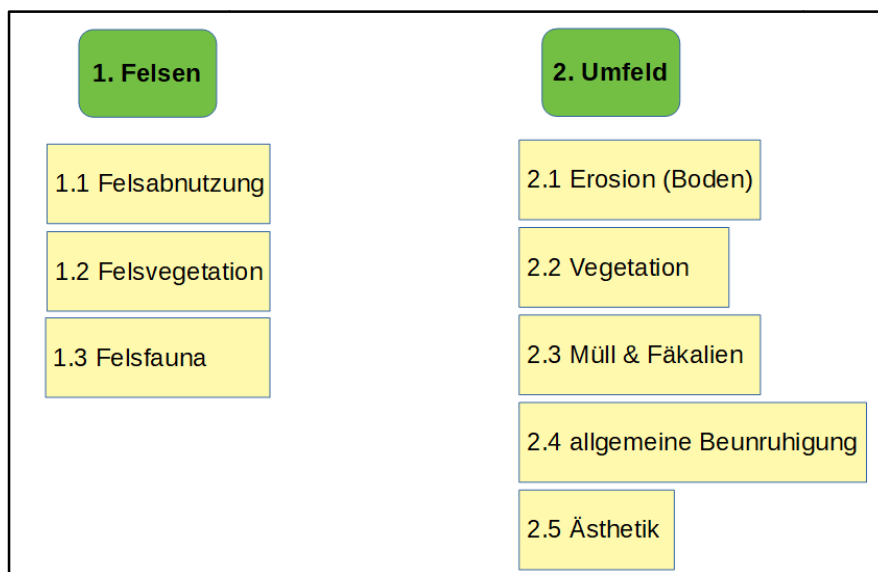 1. Felsen
1.1 Felsabnutzung
1.2 Felsvegetation
1.3 Felsfauna
2. Umfeld
2.1 Erosion (Boden)
2.2 Vegetation
2.3 Müll & Fäkalien
2.4 allgemeine Beunruhigung
2.5 Ästhetik